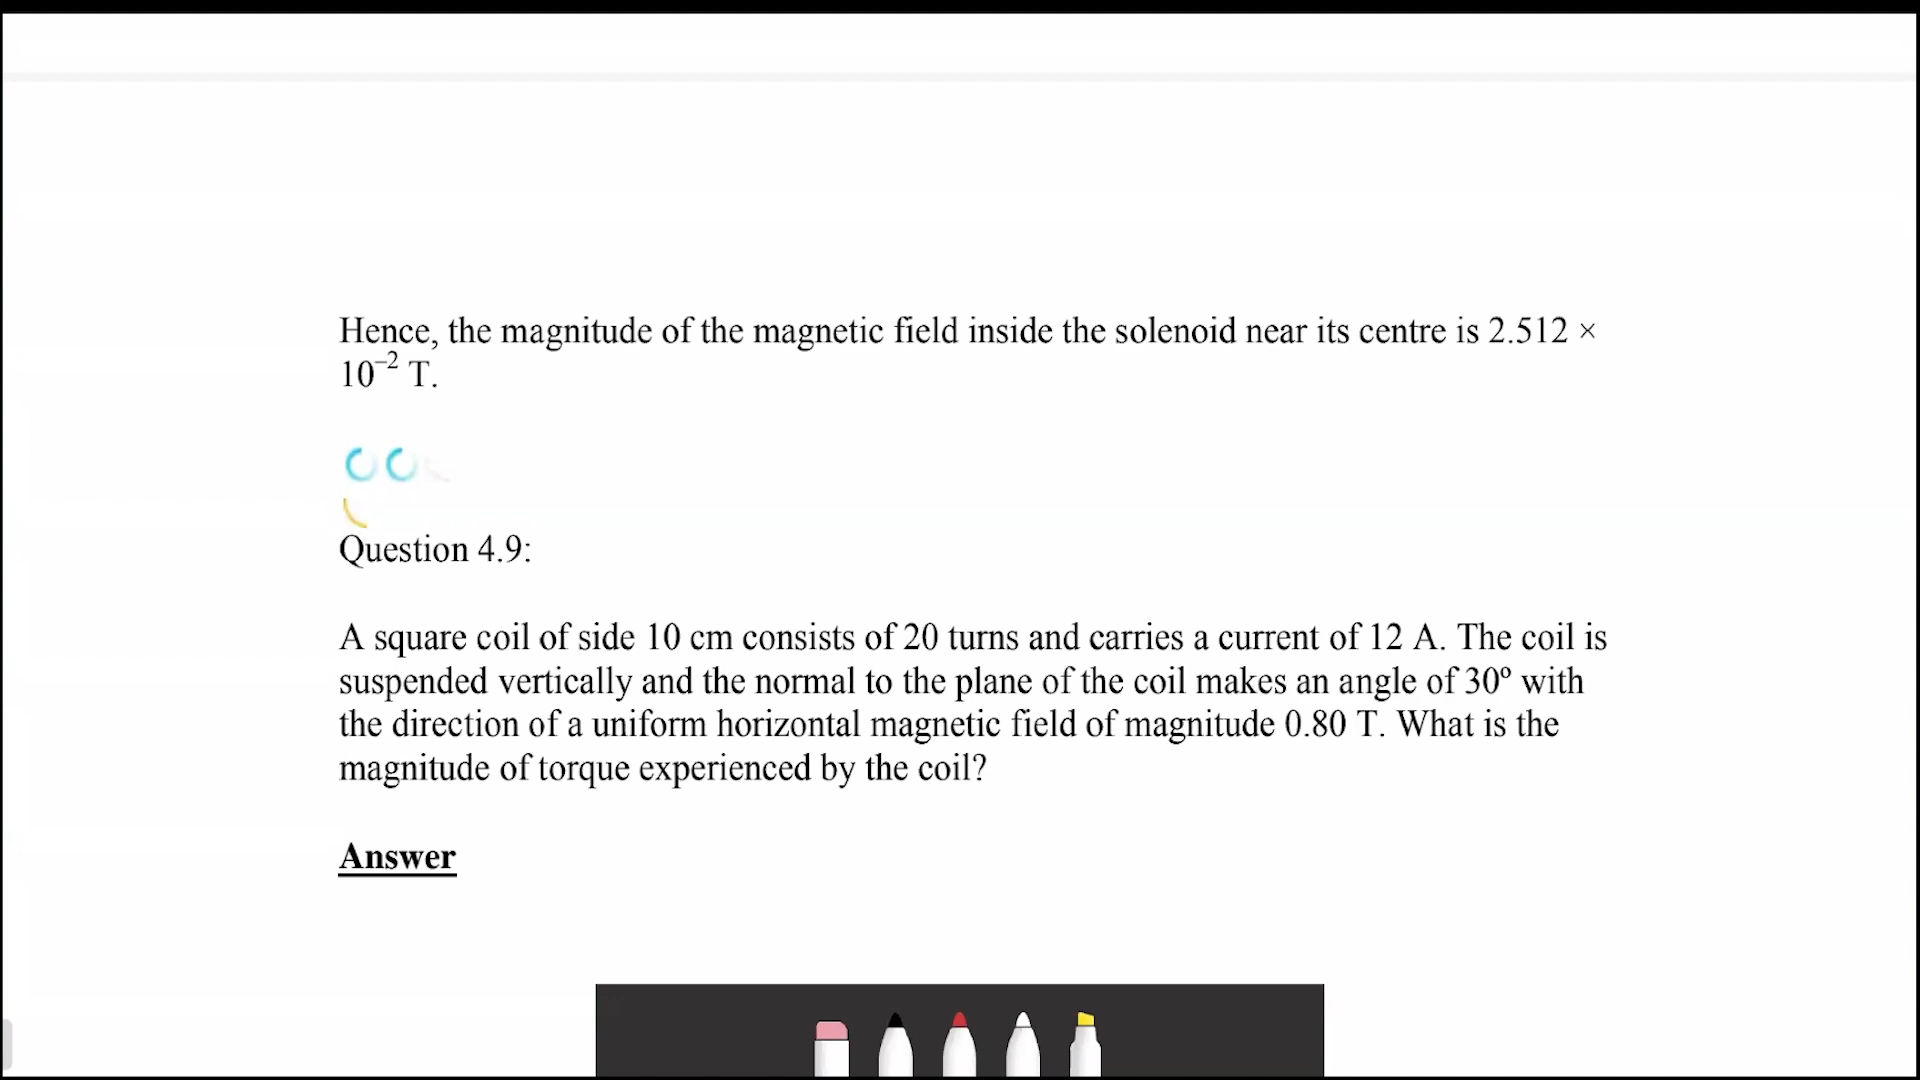 Hence, the magnitude of the magnetic field inside the solenoid near its centre is 2.512 ×
10⁻² T.
Question 4.9:
A square coil of side 10 cm consists of 20 turns and carries a current of 12 A. The coil is
suspended vertically and the normal to the plane of the coil makes an angle of 30º with
the direction of a uniform horizontal magnetic field of magnitude 0.80 T. What is the
magnitude of torque experienced by the coil?
Answer